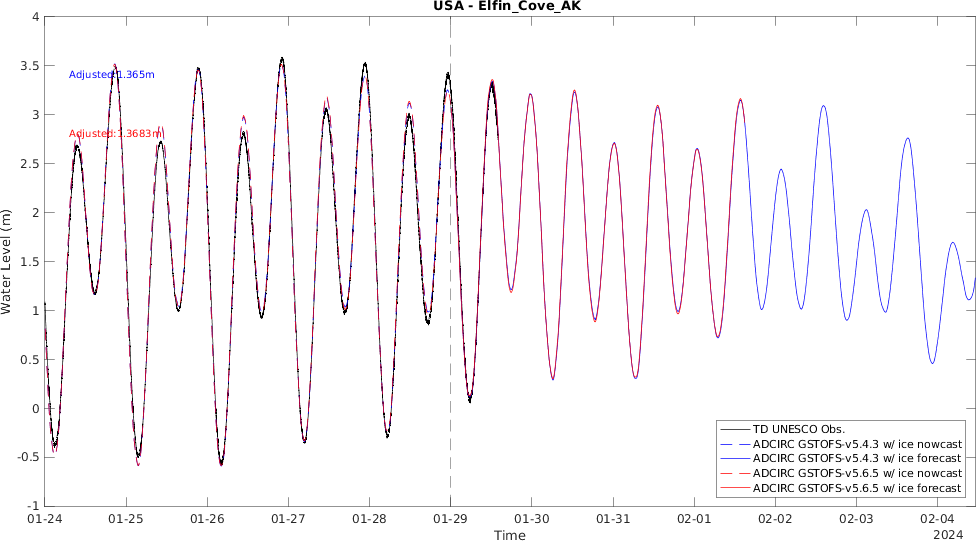 USA - Elfin_Cove_AK
4
3.5
3
2.5
2
1.5
1
0.5
0
-0.5
-1
Water Level (m)
Adjusted:1.365m
Adjusted:1.3683m
TD UNESCO Obs.
ADCIRC GSTOFS-v5.4.3 w/ ice nowcast
ADCIRC GSTOFS-v5.4.3 w/ ice forecast
ADCIRC GSTOFS-v5.6.5 w/ ice nowcast
ADCIRC GSTOFS-v5.6.5 w/ ice forecast
01-24 01-25 01-26 01-27 01-28 01-29 01-30 01-31 02-01 02-02 02-03 02-04
Time
2024